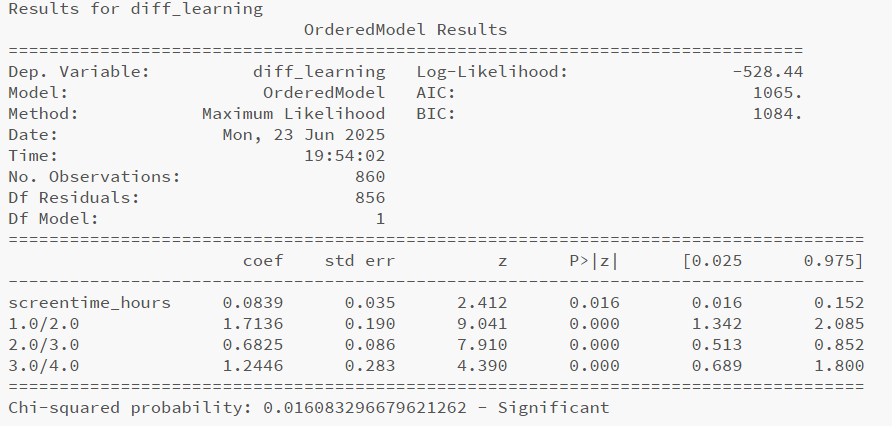 Results for diff_learning
OrderedModel Results
==============================================================================
Dep. Variable: diff_learning Log-Likelihood: -528.44
Model: OrderedModel AIC: 1065.
Method: Maximum Likelihood BIC: 1084.
Date: Mon, 23 Jun 2025
Time: 19:54:02
No. Observations: 860
Df Residuals: 856
Df Model: 1
====================================================================================
coef std err z P>|z| [0.025 0.975]
------------------------------------------------------------------------------------
screentime_hours 0.0839 0.035 2.412 0.016 0.016 0.152
1.0/2.0 1.7136 0.190 9.041 0.000 1.342 2.085
2.0/3.0 0.6825 0.086 7.910 0.000 0.513 0.852
3.0/4.0 1.2446 0.283 4.390 0.000 0.689 1.800
====================================================================================
Chi-squared probability: 0.016083296679621262 - Significant